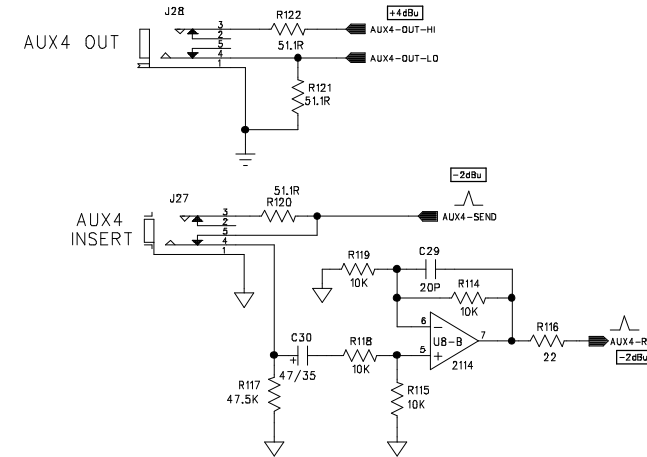 J28
R122
+4dBu
AUX4 OUT
3
2
5
4
1
51.1R
AUX4-OUT-HI
AUX4-OUT-LO
R121
51.1R
-2dBu
J27
51.1R
R120
AUX4
INSERT
3
2
5
4
1
AUX4-SEND
R119
10K
C29
20P
R114
10K
6
U8-B
7
5
2114
R116
22
AUX4-R
-2dBu
C30
+
47/35
R118
10K
R117
47.5K
R115
10K